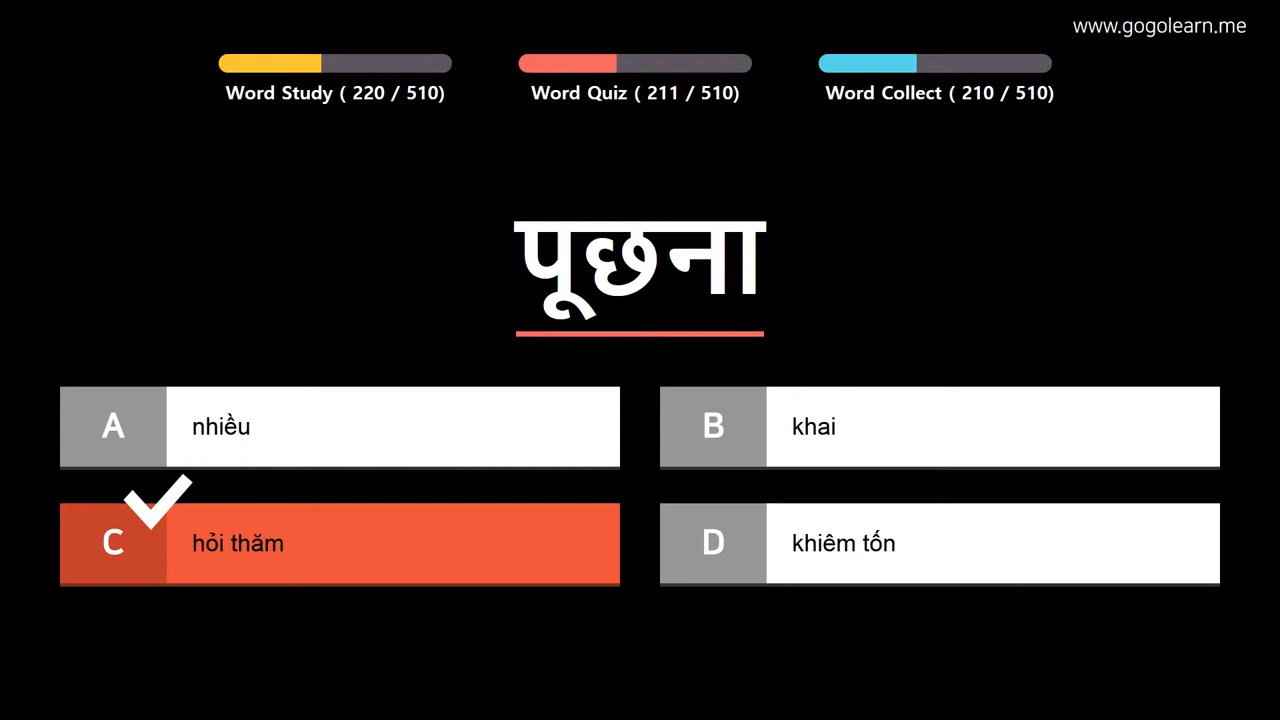 www.gogolearn.me
Word Study ( 220 / 510)
Word Quiz ( 211 / 510)
Word Collect ( 210 / 510)
पूछना
A nhiều
B khai
C hỏi thăm
D khiêm tốn